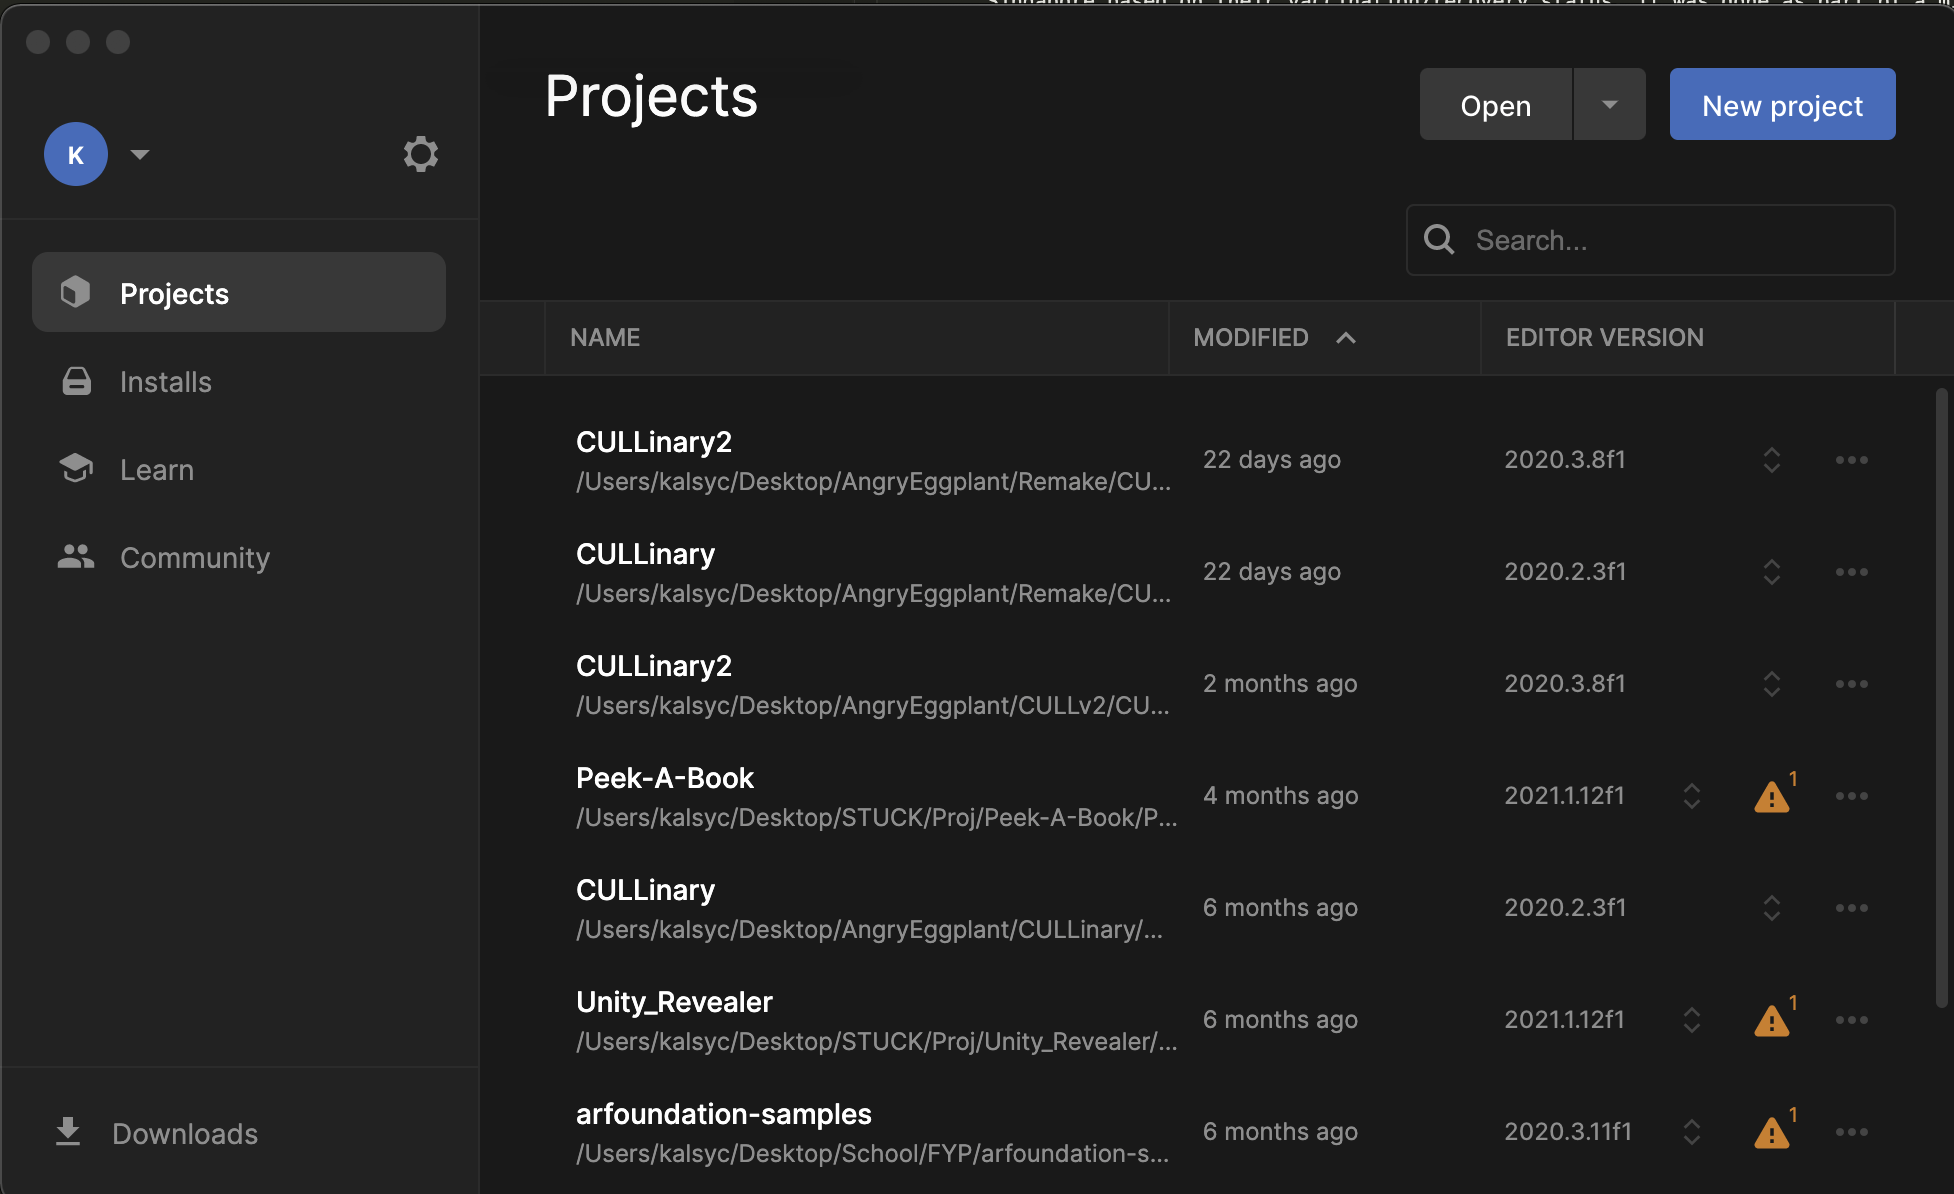 K
Projects
Installs
Learn
Community
Downloads
Projects
Open
New project
Search...
NAME MODIFIED EDITOR VERSION
CULLinary2
/Users/kalsyc/Desktop/AngryEggplant/Remake/CU...
22 days ago 2020.3.8f1
CULLinary
/Users/kalsyc/Desktop/AngryEggplant/Remake/CU...
22 days ago 2020.2.3f1
CULLinary2
/Users/kalsyc/Desktop/AngryEggplant/CULLv2/CU...
2 months ago 2020.3.8f1
Peek-A-Book
/Users/kalsyc/Desktop/STUCK/Proj/Peek-A-Book/P...
4 months ago 2021.1.12f1 1
CULLinary
/Users/kalsyc/Desktop/AngryEggplant/CULLinary/...
6 months ago 2020.2.3f1
Unity_Revealer
/Users/kalsyc/Desktop/STUCK/Proj/Unity_Revealer/...
6 months ago 2021.1.12f1 1
arfoundation-samples
/Users/kalsyc/Desktop/School/FYP/arfoundation-s...
6 months ago 2020.3.11f1 1